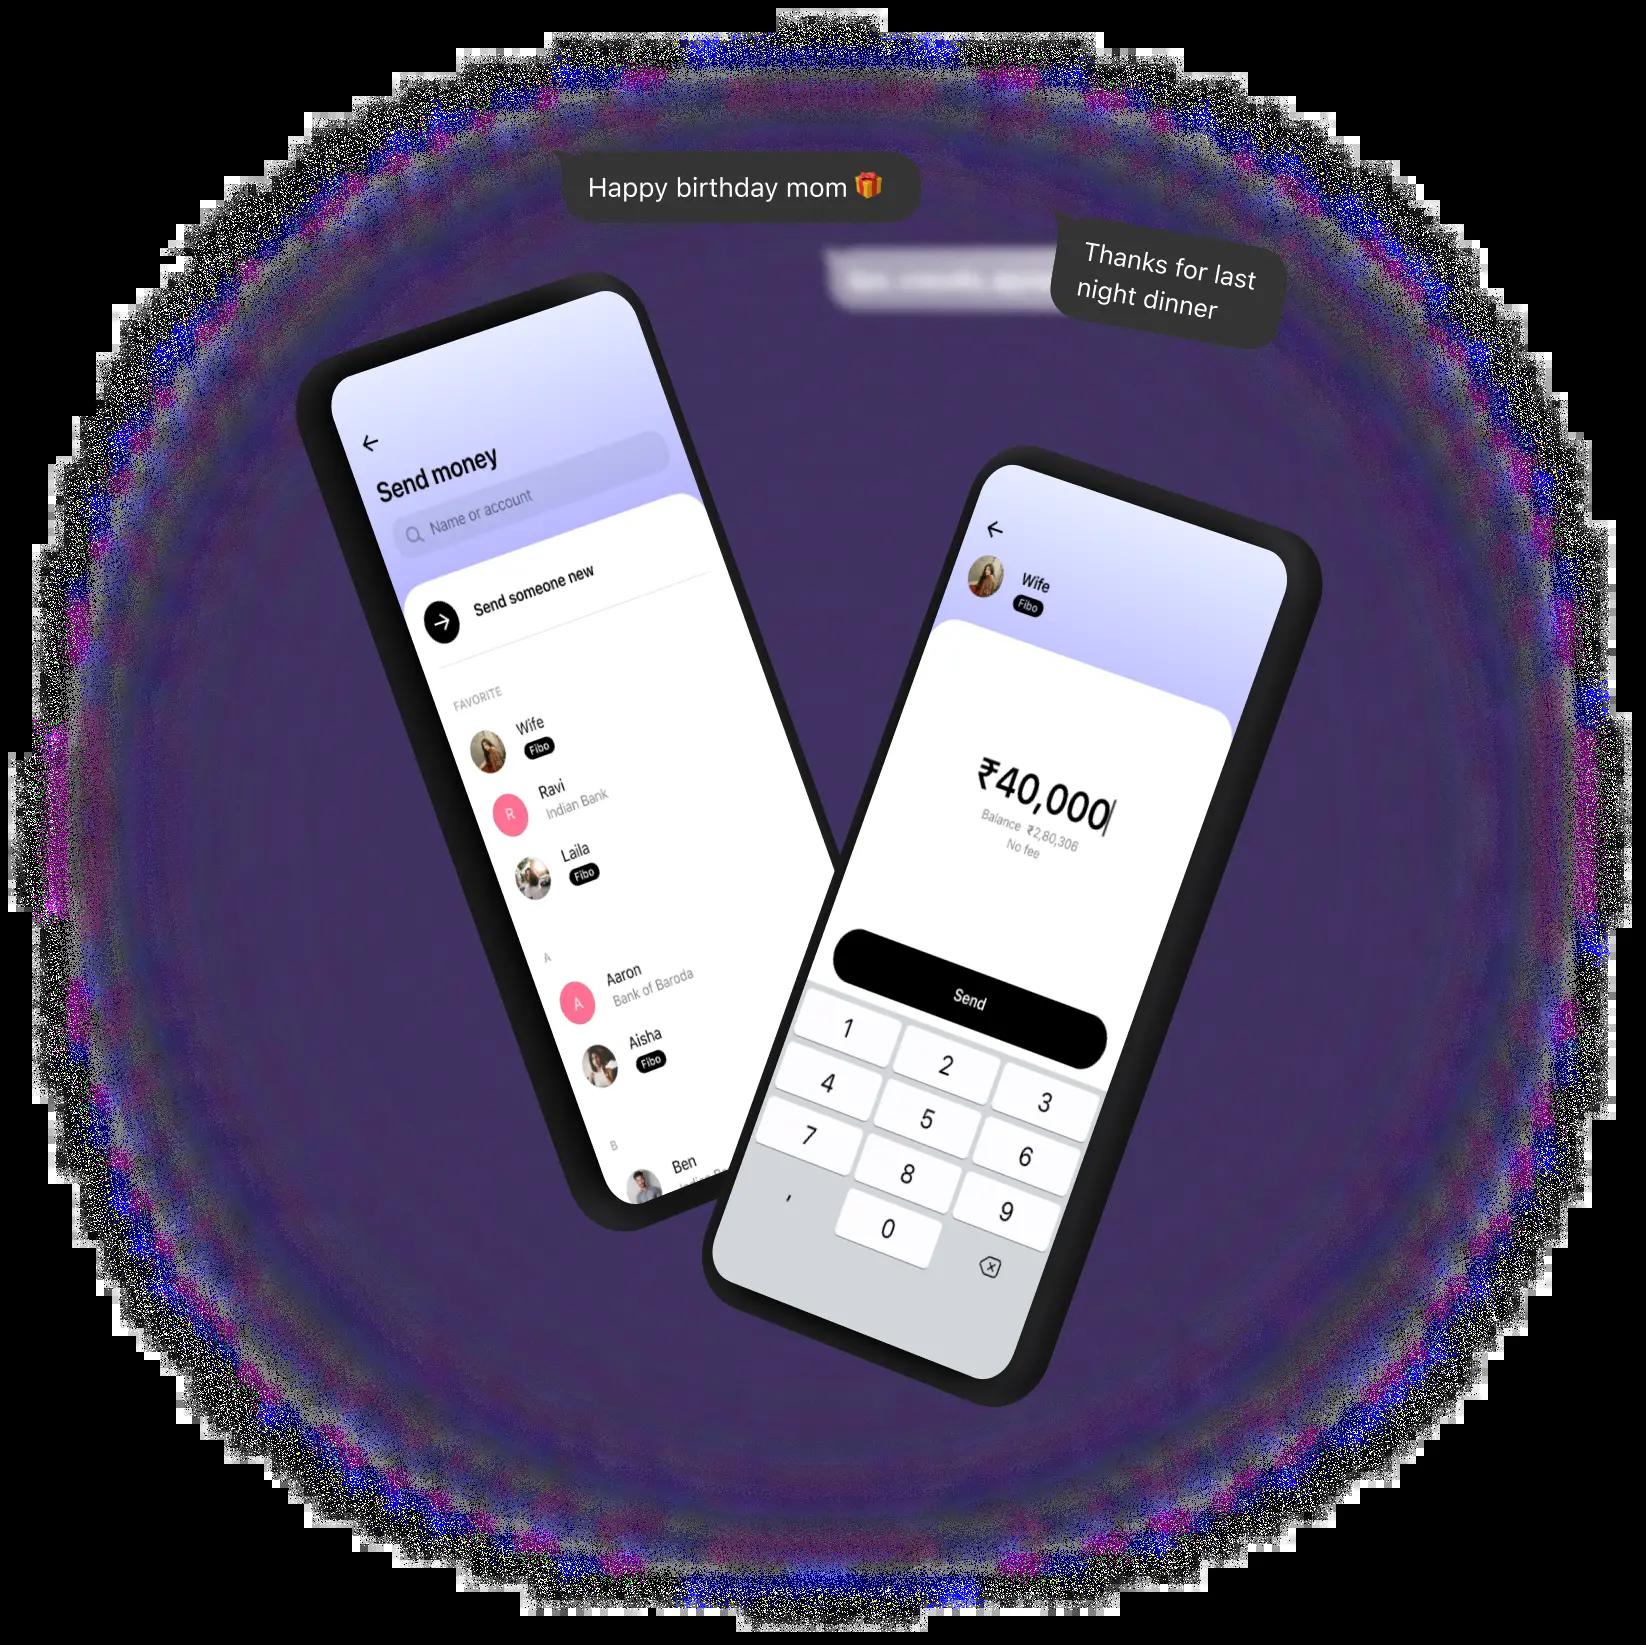 Happy birthday mom 🎁
Thanks for last
night dinner
Send money
Name or account
Send someone new
FAVORITE
Wife
Fibo
R
Ravi
Indian Bank
Laila
Fibo
A
A
Aaron
Bank of Baroda
Aisha
Fibo
B
Ben
Wife
Fibo
₹40,000
Balance ₹2,80,306
No fee
Send
1
2
3
4
5
6
7
8
9
,
0